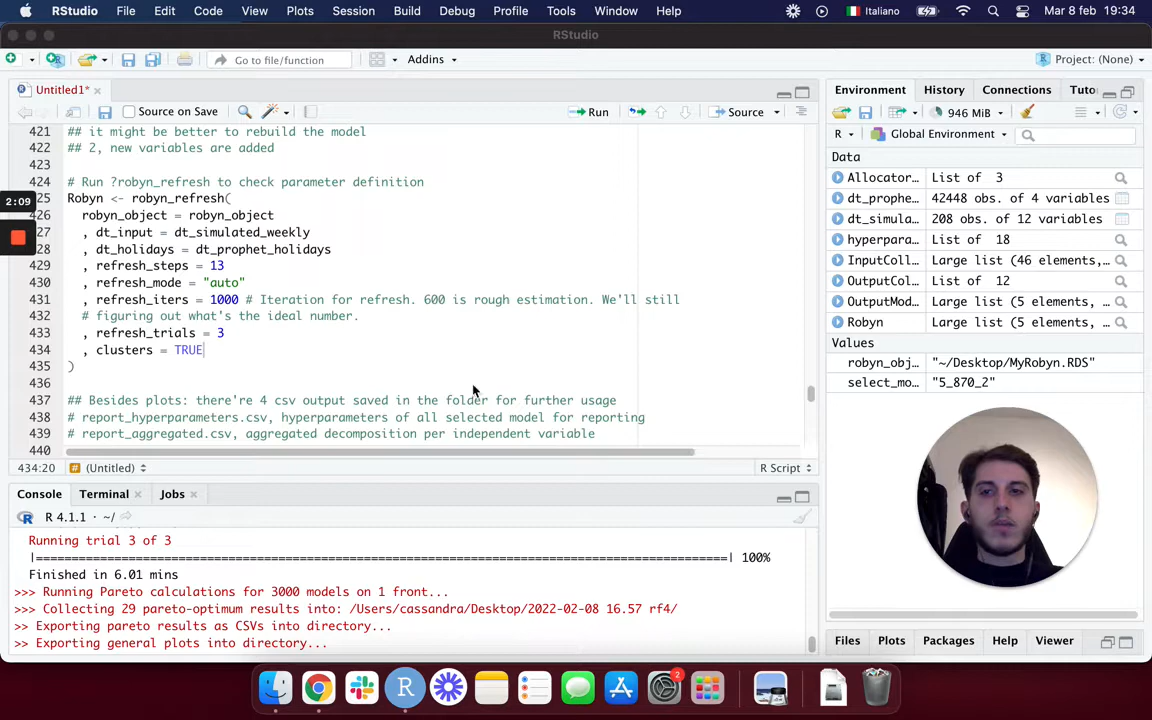 RStudio File Edit Code View Plots Session Build Debug Profile Tools Window Help Italiano Mar 8 feb 19:34
RStudio
Go to file/function Addins Project: (None)
Untitled1*
Source on Save Run Source
421 ## it might be better to rebuild the model
422 ## 2, new variables are added
423
424 # Run ?robyn_refresh to check parameter definition
25 Robyn <- robyn_refresh(
426 robyn_object = robyn_object
27 , dt_input = dt_simulated_weekly
28 , dt_holidays = dt_prophet_holidays
429 , refresh_steps = 13
430 , refresh_mode = "auto"
431 , refresh_iters = 1000 # Iteration for refresh. 600 is rough estimation. We'll still
432 # figuring out what's the ideal number.
433 , refresh_trials = 3
434 , clusters = TRUE
435 )
436
437 ## Besides plots: there're 4 csv output saved in the folder for further usage
438 # report_hyperparameters.csv, hyperparameters of all selected model for reporting
439 # report_aggregated.csv, aggregated decomposition per independent variable
440
434:20 # (Untitled) R Script
2:09
Console Terminal Jobs
R 4.1.1 · ~/
Running trial 3 of 3
|==========================================================================================| 100%
Finished in 6.01 mins
>>> Running Pareto calculations for 3000 models on 1 front...
>>> Collecting 29 pareto-optimum results into: /Users/cassandra/Desktop/2022-02-08 16.57 rf4/
>> Exporting pareto results as CSVs into directory...
>> Exporting general plots into directory...
Environment History Connections Tuto
946 MiB
R Global Environment
Data
Allocator… List of 3
dt_prophe… 42448 obs. of 4 variables
dt_simula… 208 obs. of 12 variables
hyperpara… List of 18
InputColl… Large list (46 elements,…
OutputCol… List of 12
OutputMod… Large list (5 elements,…
Robyn Large list (5 elements,…
Values
robyn_obj… "~/Desktop/MyRobyn.RDS"
select_mo… "5_870_2"
Files Plots Packages Help Viewer
R 2